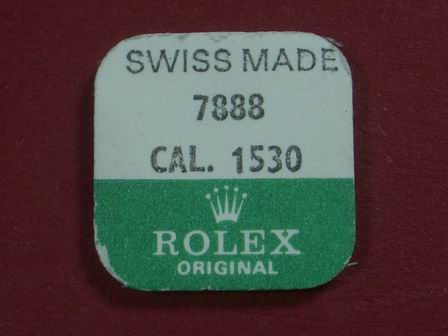 SWISS MADE
7888
CAL. 1530
ROLEX
ORIGINAL